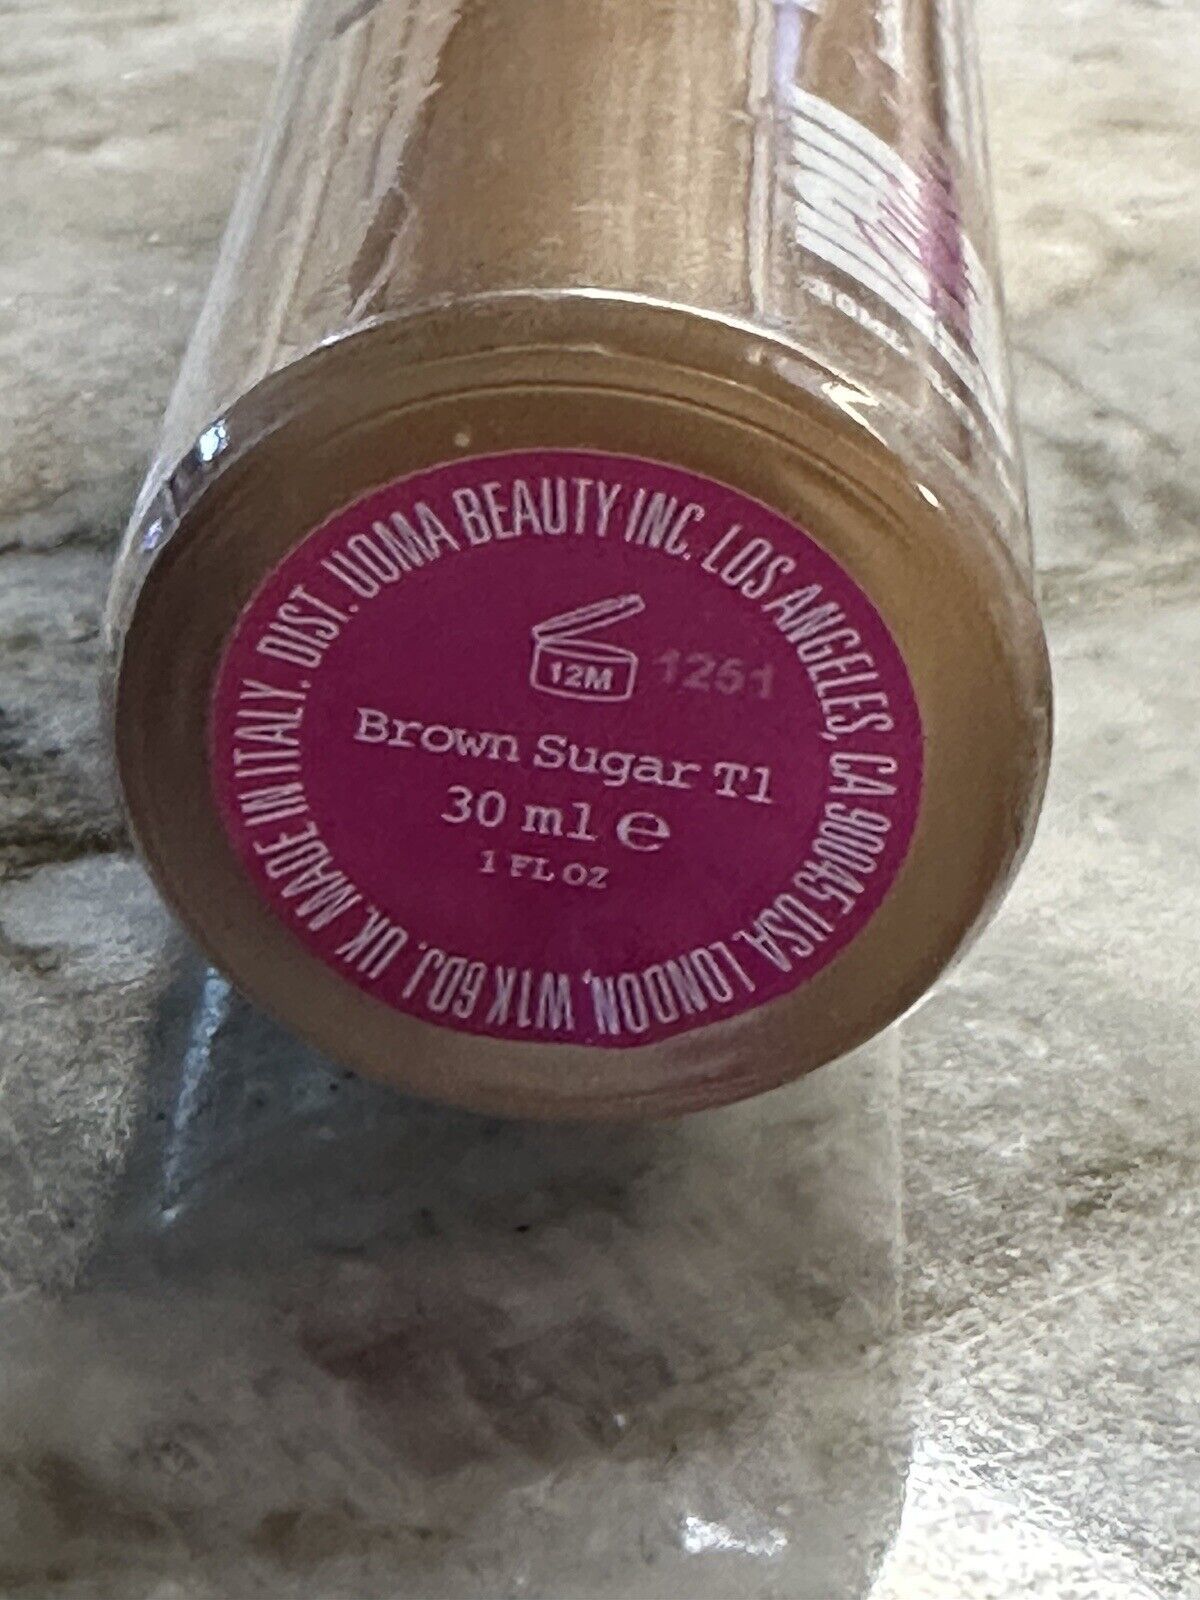 DIST. UOMA BEAUTY INC. LOS ANGELES, CA 90045 USA. LONDON, W1K 6DJ. UK. MADE IN ITALY.
12M
1251
Brown Sugar T1
30 ml e
1 FL OZ